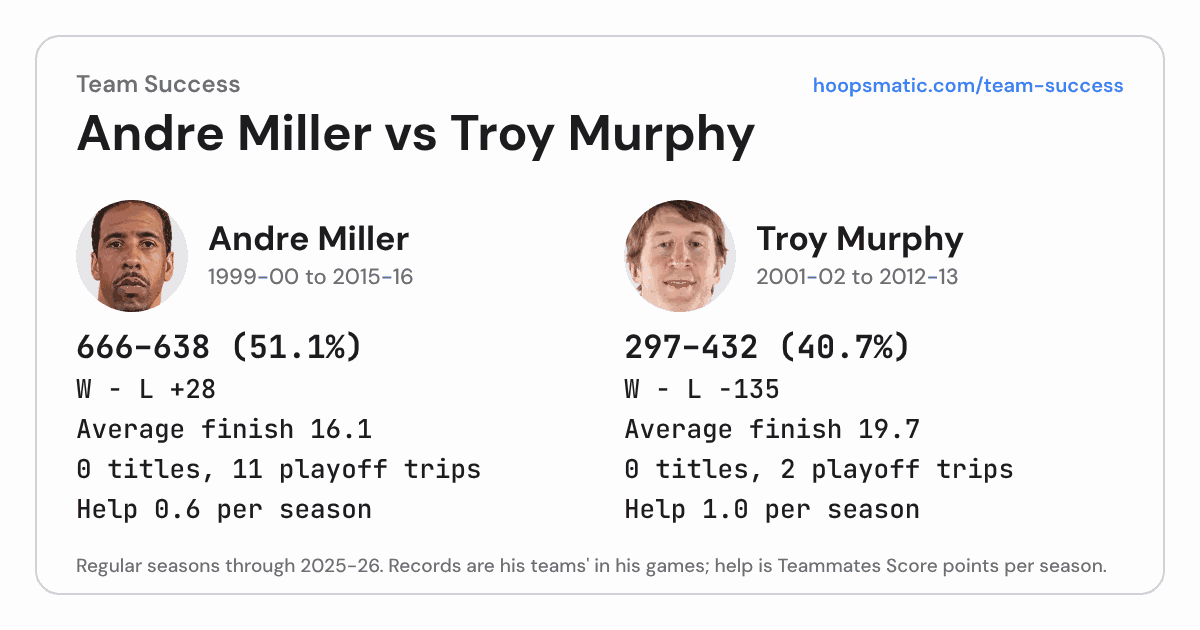 Team Success
hoopsmatic.com/team-success
Andre Miller vs Troy Murphy
Andre Miller
1999–00 to 2015–16
666–638 (51.1%)
W - L +28
Average finish 16.1
0 titles, 11 playoff trips
Help 0.6 per season
Troy Murphy
2001–02 to 2012–13
297–432 (40.7%)
W - L -135
Average finish 19.7
0 titles, 2 playoff trips
Help 1.0 per season
Regular seasons through 2025-26. Records are his teams' in his games; help is Teammates Score points per season.